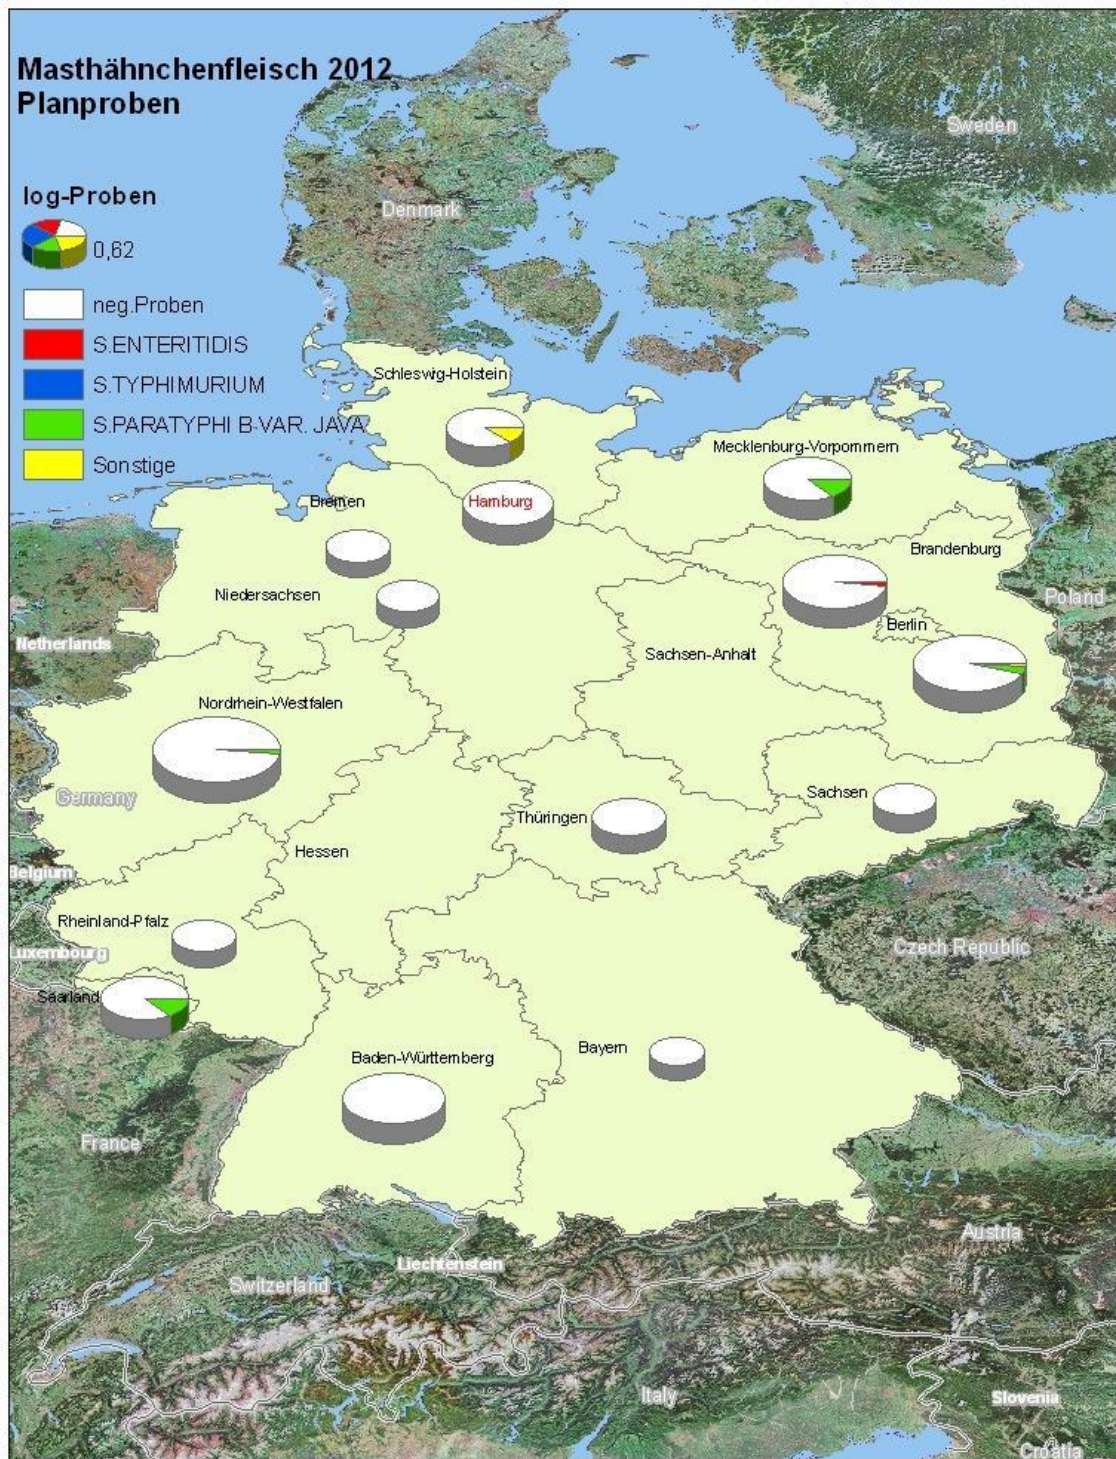 Masthähnchenfleisch 2012
Planproben
log-Proben
0,62
neg.Proben
S.ENTERITIDIS
S.TYPHIMURIUM
S.PARATYPHI B-VAR. JAVA
Sonstige
Sweden
Denmark
Schleswig-Holstein
Mecklenburg-Vorpommern
Hamburg
Bremen
Brandenburg
Niedersachsen
Poland
Berlin
Netherlands
Sachsen-Anhalt
Nordrhein-Westfalen
Germany
Sachsen
Thüringen
Hessen
Belgium
Rheinland-Pfalz
Luxembourg
Czech Republic
Saarland
Bayern
Baden-Württemberg
France
Austria
Liechtenstein
Switzerland
Italy
Slovenia
Croatia